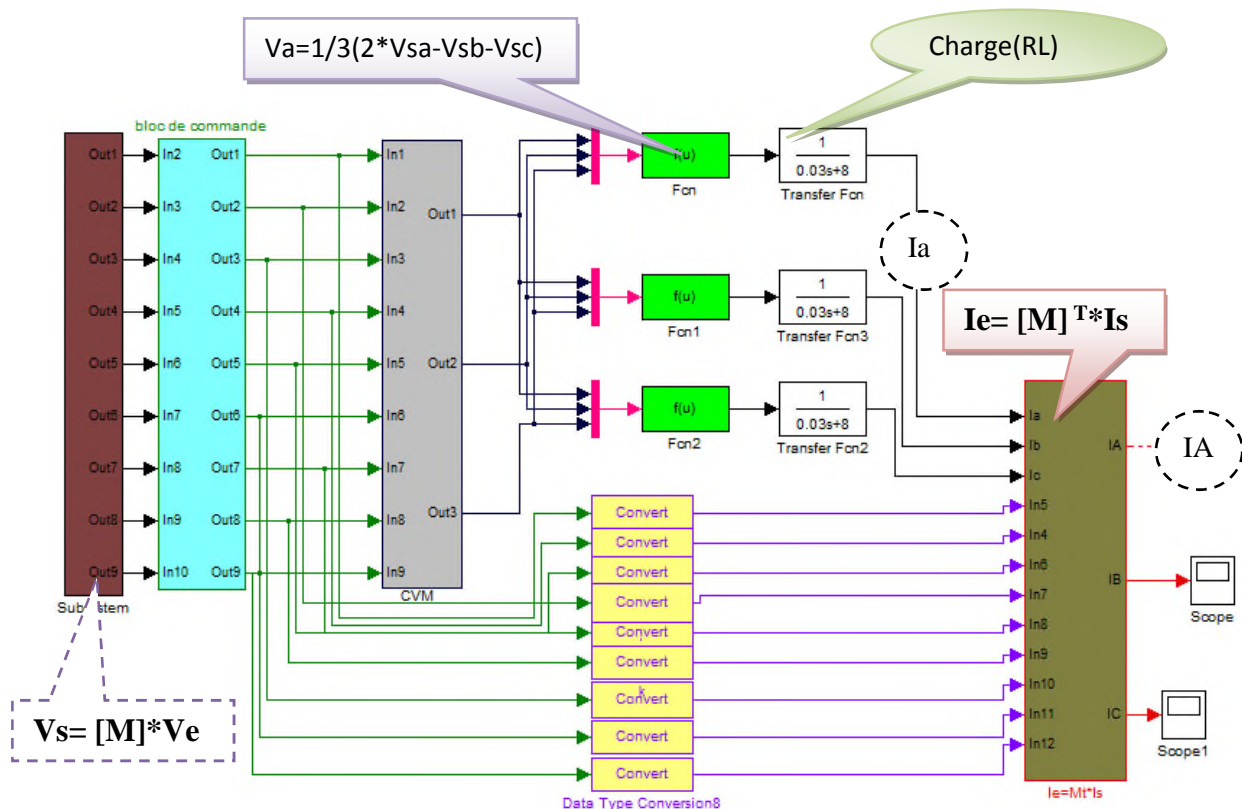 Va=1/3(2*Vsa-Vsb-Vsc)
Charge(RL)
bloc de commande
Out1
Out2
Out3
Out4
Out5
Out6
Out7
Out8
Out9
In2
In3
In4
In5
In6
In7
In8
In9
In10
Out1
Out2
Out3
Out4
Out5
Out6
Out7
Out8
Out9
In1
In2
In3
In4
In5
In6
In7
In8
In9
Out1
Out2
Out3
CVM
f(u)
Fcn
1
0.03s+8
Transfer Fcn
f(u)
Fcn1
1
0.03s+8
Transfer Fcn3
f(u)
Fcn2
1
0.03s+8
Transfer Fcn2
Ia
Ie= [M] T*Is
Ia
Ib
Ic
In5
In4
In6
In7
In8
In9
In10
In11
In12
IA
IB
IC
IA
Scope
Scope1
Ie=Mt*Is
Convert
Convert
Convert
Convert
Convert
Convert
k
Convert
Convert
Convert
Data Type Conversion8
Vs= [M]*Ve